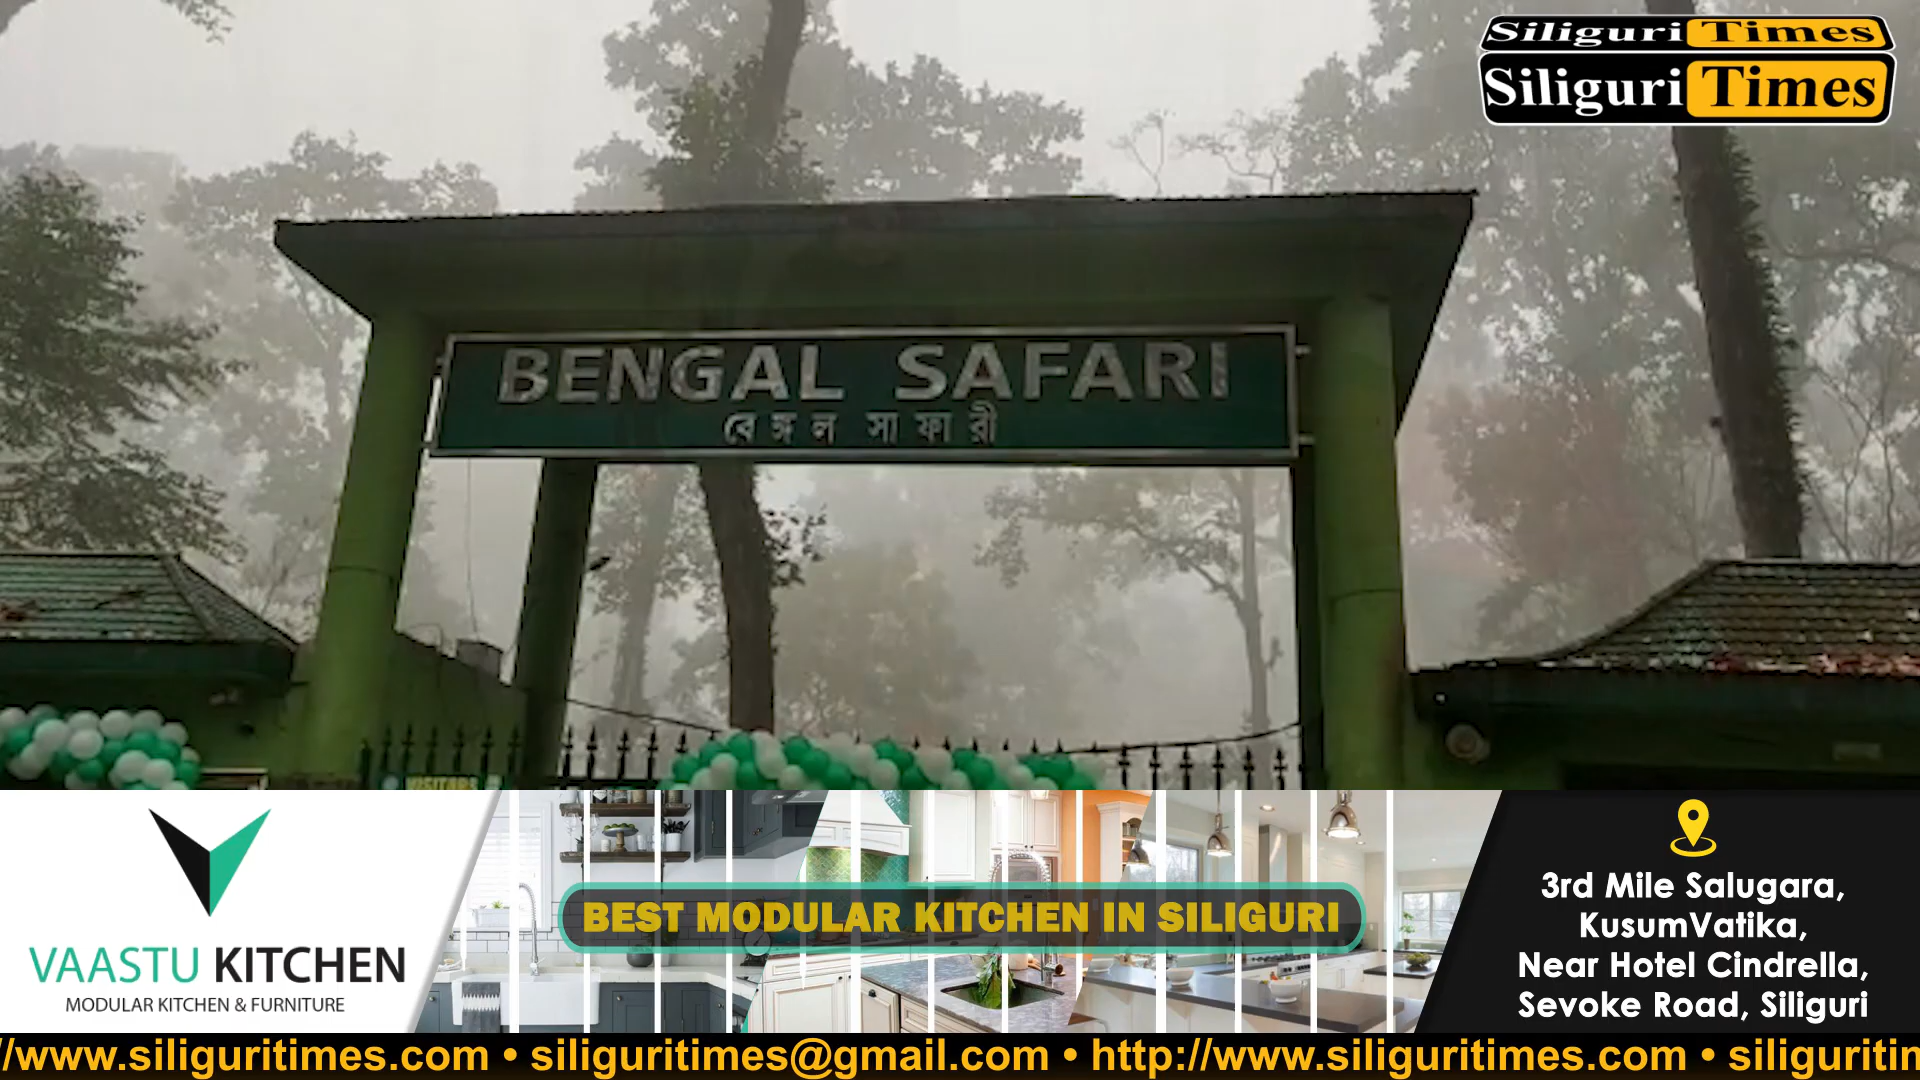 Siliguri Times
Siliguri Times
BENGAL SAFARI
বেঙ্গল সাফারী
VISITORS
BEST MODULAR KITCHEN IN SILIGURI
VAASTU KITCHEN
MODULAR KITCHEN & FURNITURE
3rd Mile Salugara,
KusumVatika,
Near Hotel Cindrella,
Sevoke Road, Siliguri
//www.siliguritimes.com • siliguritimes@gmail.com • http://www.siliguritimes.com • siliguritin